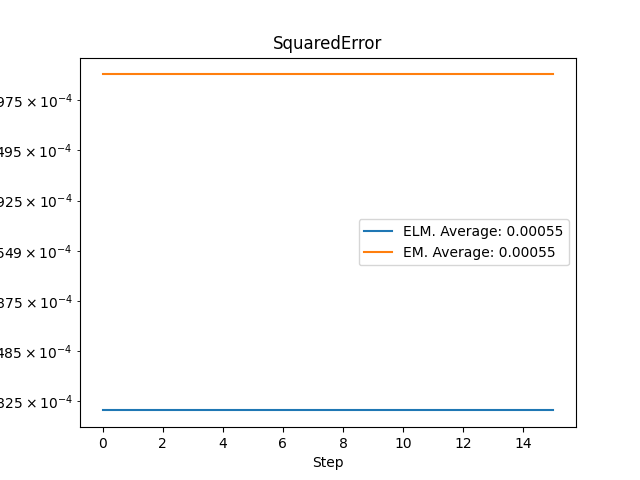 SquaredError
975 × 10⁻⁴
495 × 10⁻⁴
925 × 10⁻⁴
549 × 10⁻⁴
375 × 10⁻⁴
485 × 10⁻⁴
325 × 10⁻⁴
ELM. Average: 0.00055
EM. Average: 0.00055
0 2 4 6 8 10 12 14
Step